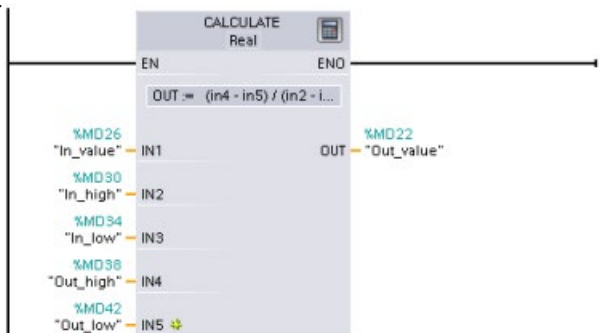 CALCULATE
Real
EN ENO
OUT := (in4 - in5) / (in2 - i...
%MD26
"In_value" IN1
%MD22
OUT "Out_value"
%MD30
"In_high" IN2
%MD34
"In_low" IN3
%MD38
"Out_high" IN4
%MD42
"Out_low" IN5